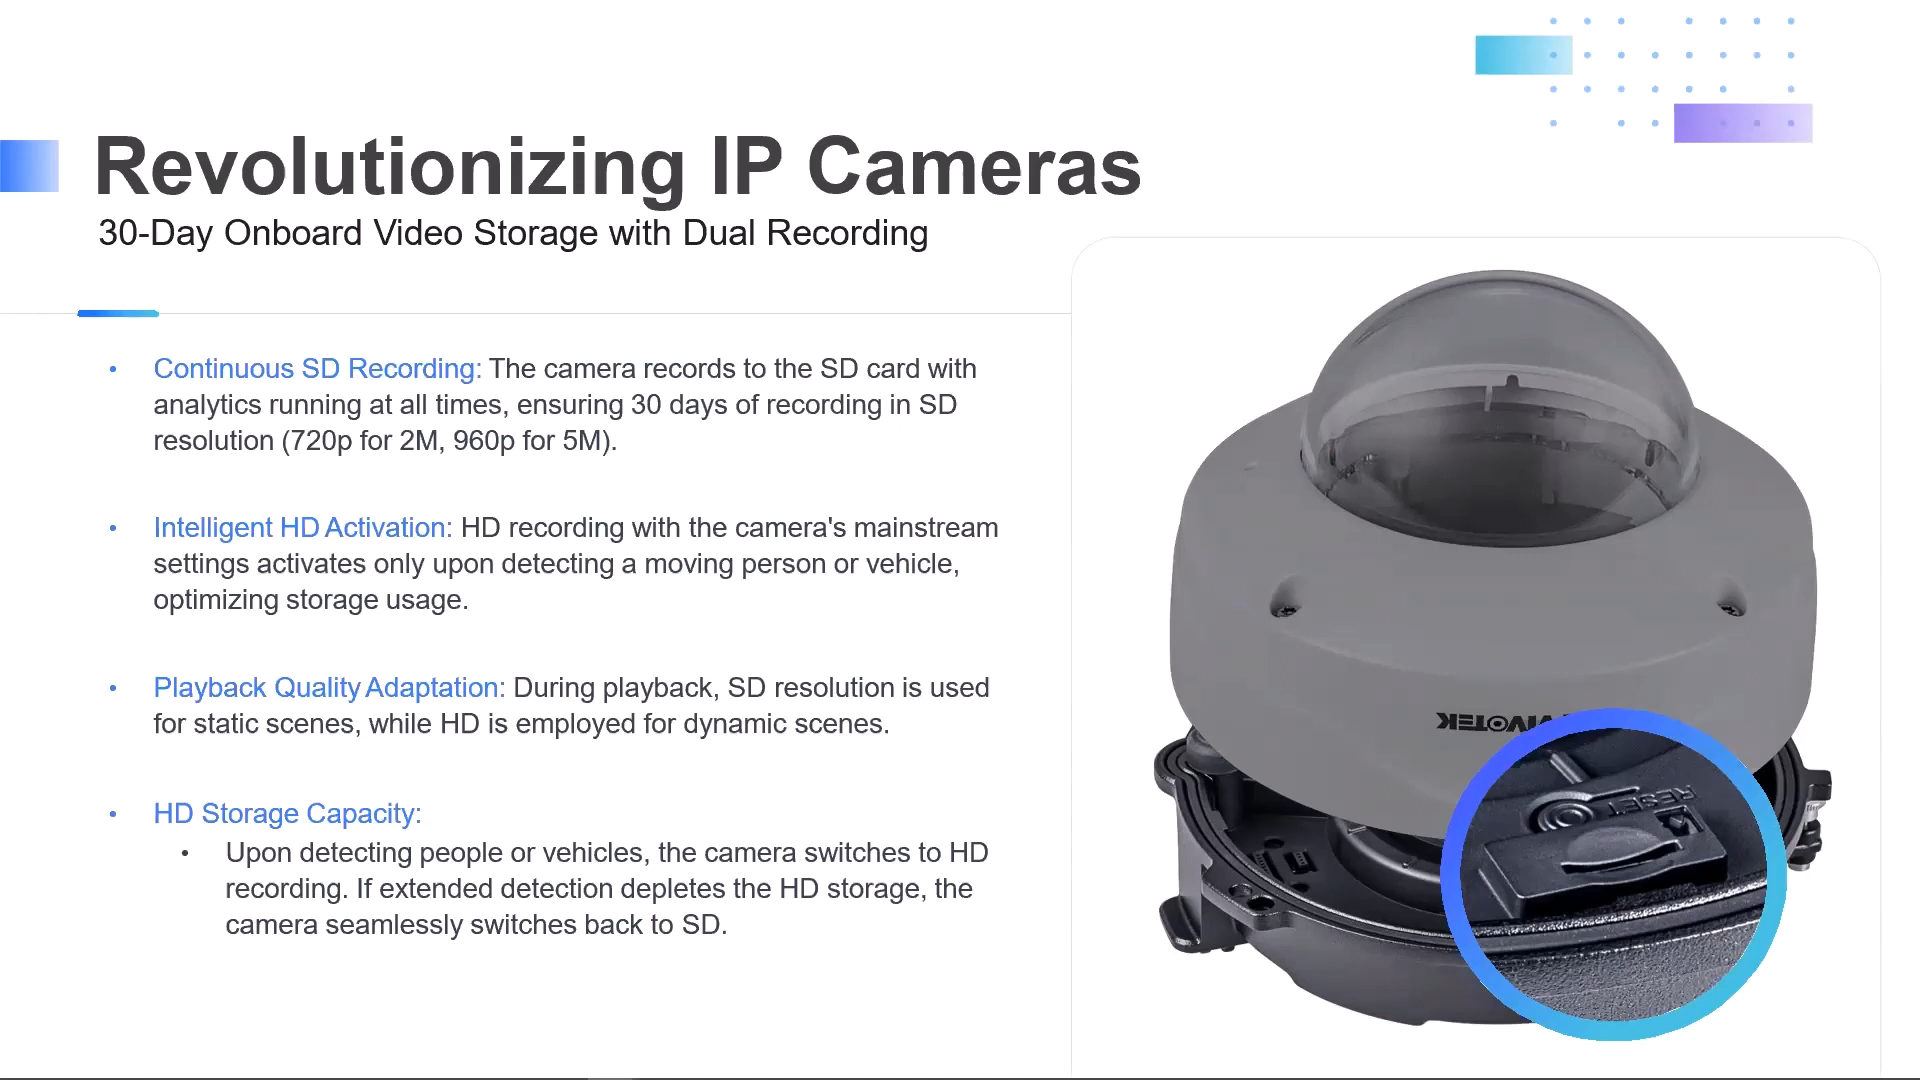 Revolutionizing IP Cameras
30-Day Onboard Video Storage with Dual Recording
• Continuous SD Recording: The camera records to the SD card with
analytics running at all times, ensuring 30 days of recording in SD
resolution (720p for 2M, 960p for 5M).
• Intelligent HD Activation: HD recording with the camera's mainstream
settings activates only upon detecting a moving person or vehicle,
optimizing storage usage.
• Playback Quality Adaptation: During playback, SD resolution is used
for static scenes, while HD is employed for dynamic scenes.
• HD Storage Capacity:
• Upon detecting people or vehicles, the camera switches to HD
recording. If extended detection depletes the HD storage, the
camera seamlessly switches back to SD.
VIVOTEK
RESET